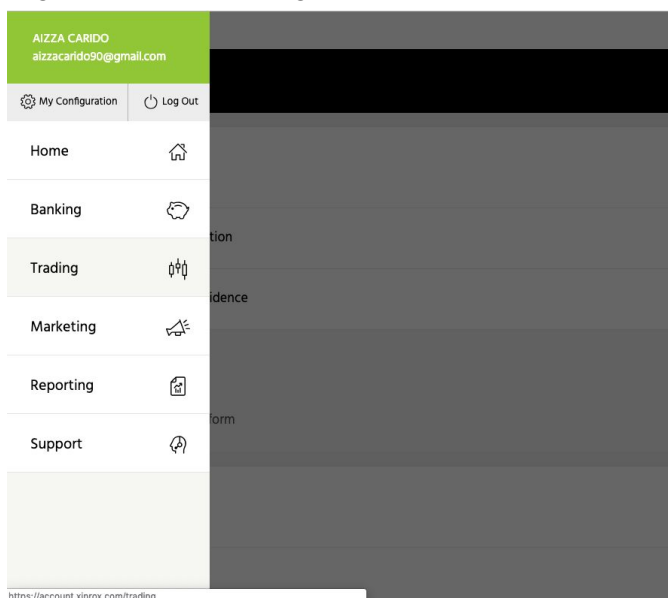 AIZZA CARIDO
aizzacarido90@gmail.com
My Configuration
Log Out
Home
Banking
tion
Trading
idence
Marketing
Reporting
form
Support
https://account.xinrox.com/trading